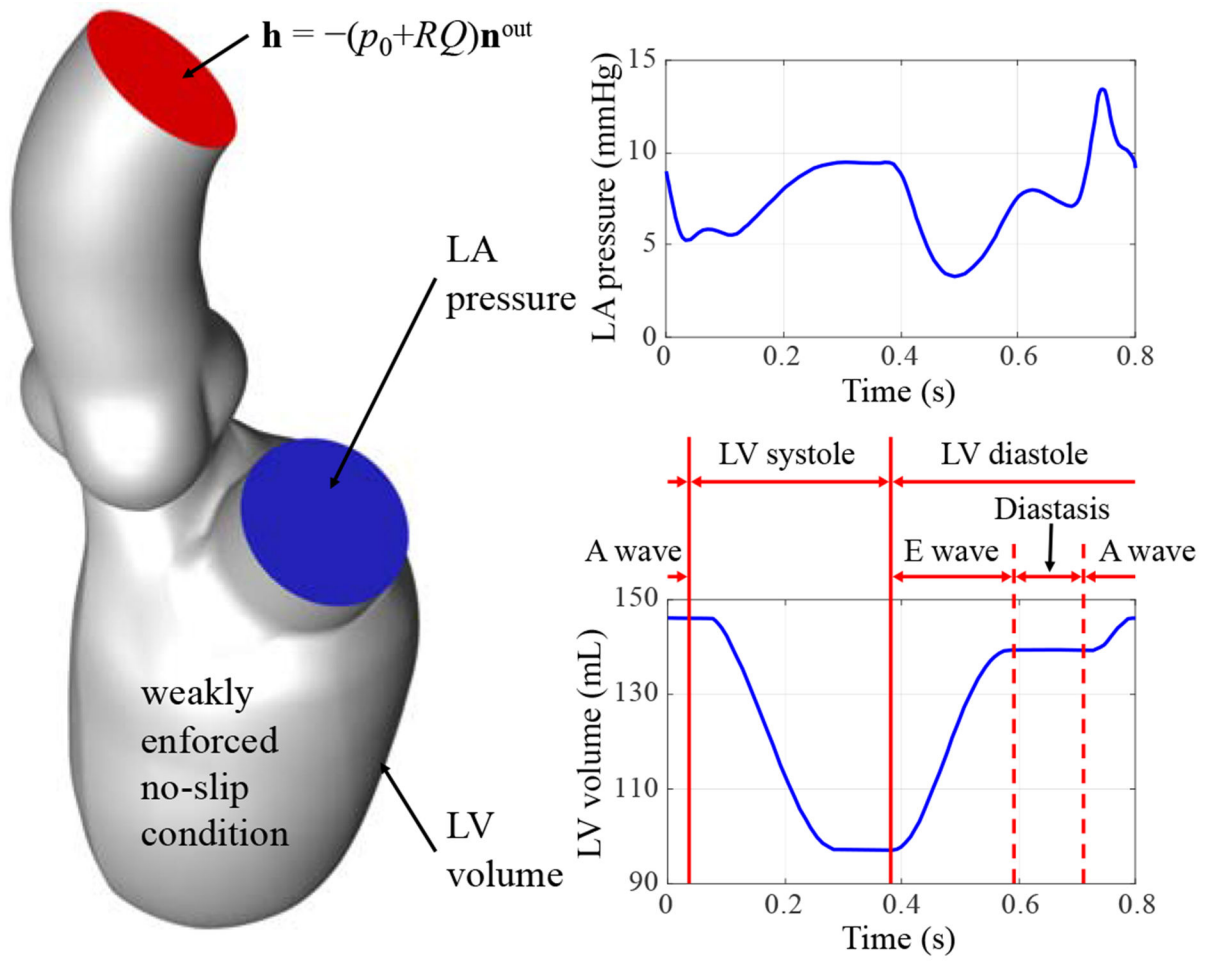 h = −(p₀+RQ)nᵒᵘᵗ
LA
pressure
weakly
enforced
no-slip
condition
LV
volume
LA pressure (mmHg)
15
10
5
0
0 0.2 0.4 0.6 0.8
Time (s)
LV systole LV diastole
Diastasis
A wave E wave A wave
LV volume (mL)
150
130
110
90
0 0.2 0.4 0.6 0.8
Time (s)